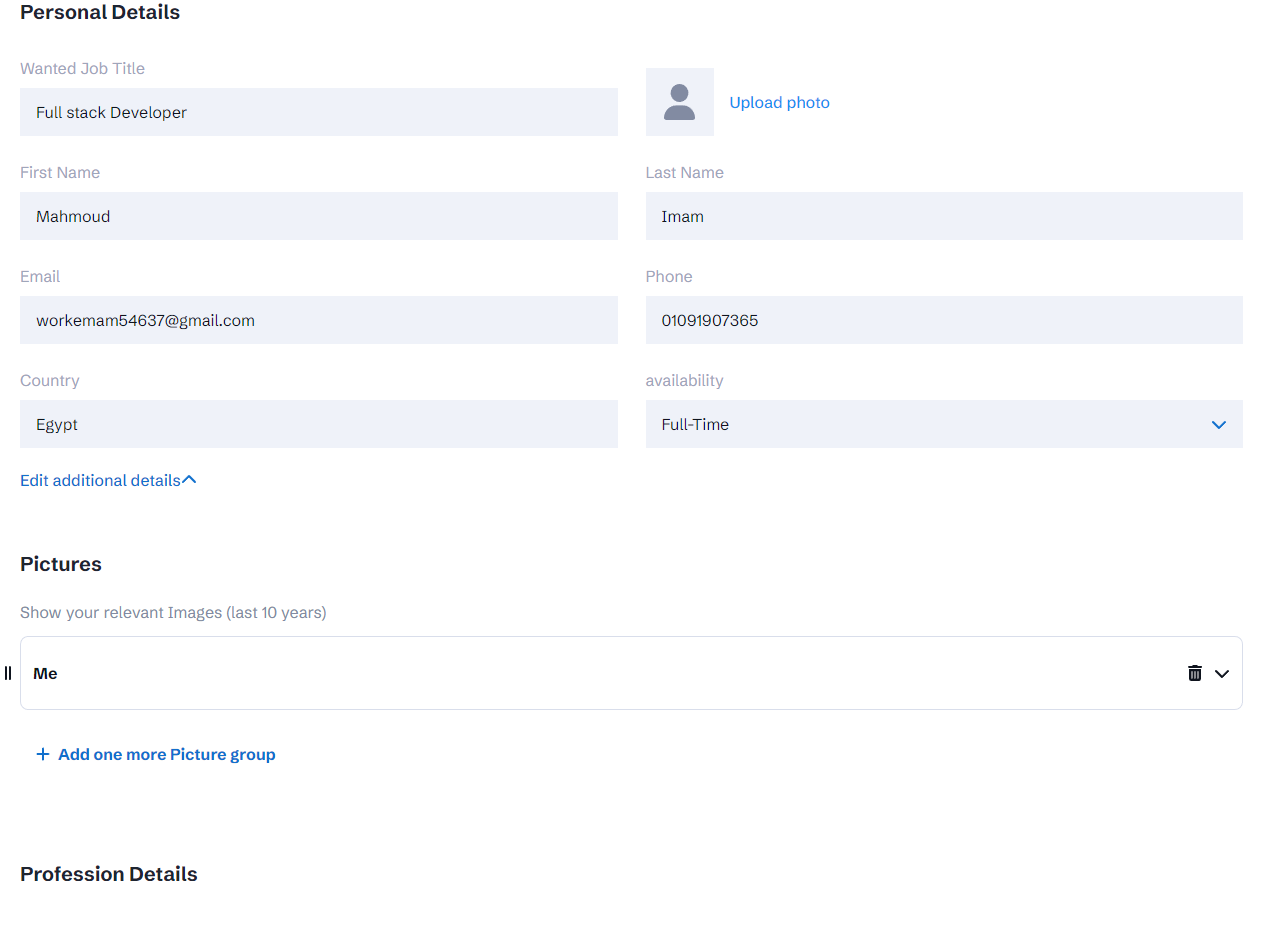 Personal Details
Wanted Job Title
Full stack Developer
Upload photo
First Name
Last Name
Mahmoud
Imam
Email
Phone
workemam54637@gmail.com
01091907365
Country
availability
Egypt
Full-Time
Edit additional details
Pictures
Show your relevant Images (last 10 years)
Me
+ Add one more Picture group
Profession Details